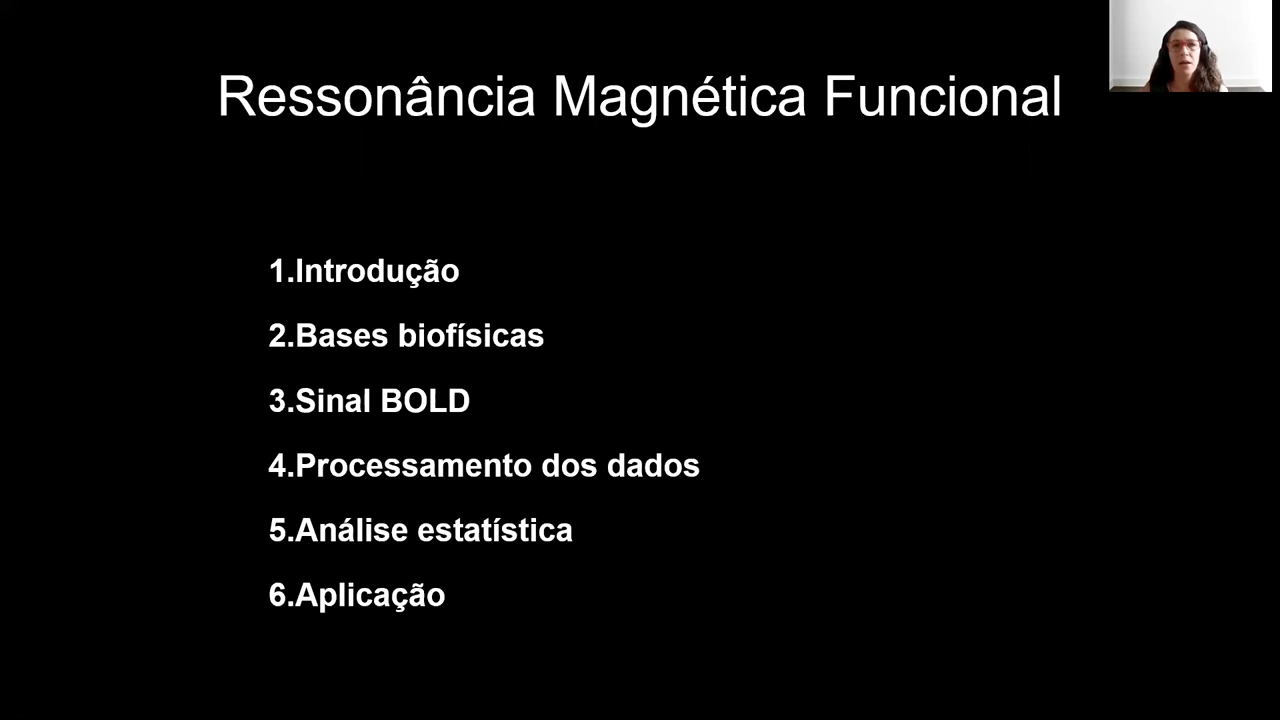 Ressonância Magnética Funcional
1.Introdução
2.Bases biofísicas
3.Sinal BOLD
4.Processamento dos dados
5.Análise estatística
6.Aplicação